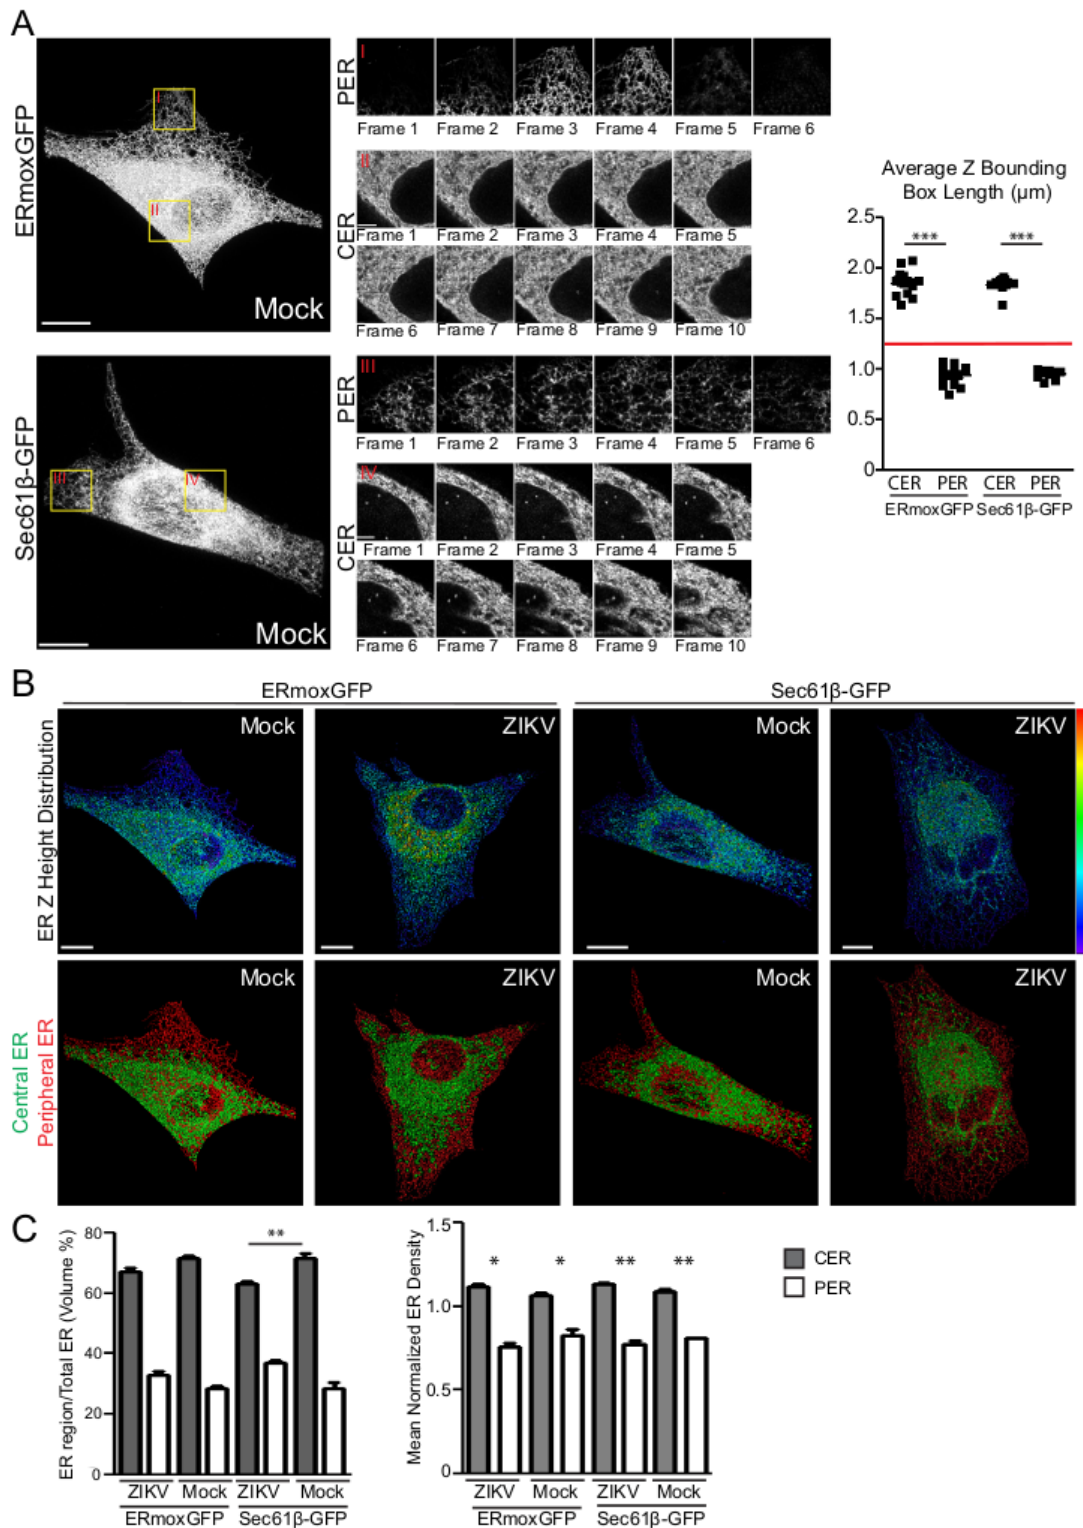 A
ERmoxGFP
I
II
Mock
PER
I
Frame 1 Frame 2 Frame 3 Frame 4 Frame 5 Frame 6
CER
II
Frame 1 Frame 2 Frame 3 Frame 4 Frame 5
Frame 6 Frame 7 Frame 8 Frame 9 Frame 10
Sec61β-GFP
III
IV
Mock
PER
III
Frame 1 Frame 2 Frame 3 Frame 4 Frame 5 Frame 6
CER
IV
Frame 1 Frame 2 Frame 3 Frame 4 Frame 5
Frame 6 Frame 7 Frame 8 Frame 9 Frame 10
Average Z Bounding
Box Length (μm)
2.5
2.0
1.5
1.0
0.5
0
*** ***
CER PER CER PER
ERmoxGFP Sec61β-GFP
B
ERmoxGFP Sec61β-GFP
ER Z Height Distribution
Mock ZIKV Mock ZIKV
Central ER
Peripheral ER
Mock ZIKV Mock ZIKV
C
ER region/Total ER (Volume %)
80
60
40
20
0
**
ZIKV Mock ZIKV Mock
ERmoxGFP Sec61β-GFP
Mean Normalized ER Density
1.5
1.0
0.5
0
* * ** **
ZIKV Mock ZIKV Mock
ERmoxGFP Sec61β-GFP
CER
PER